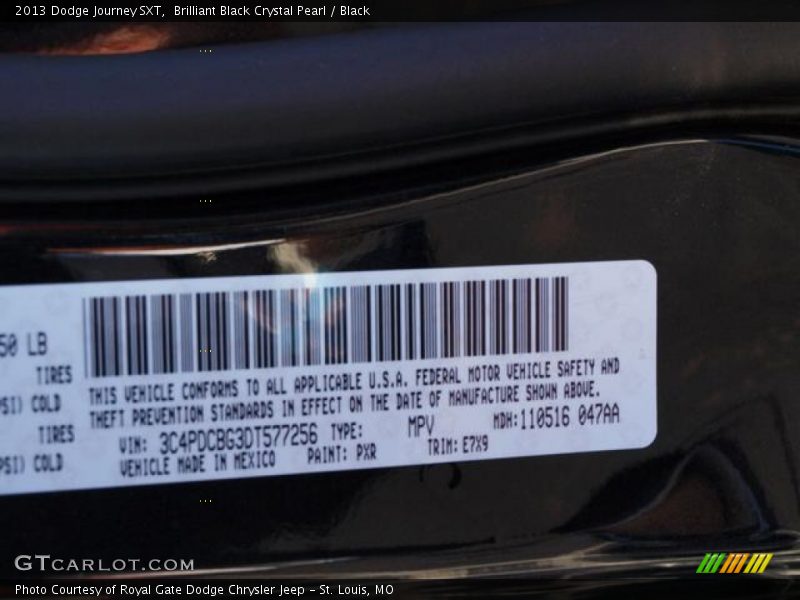 2013 Dodge Journey SXT, Brilliant Black Crystal Pearl / Black
50 LB
TIRES
PSI) COLD
TIRES
PSI) COLD
THIS VEHICLE CONFORMS TO ALL APPLICABLE U.S.A. FEDERAL MOTOR VEHICLE SAFETY AND
THEFT PREVENTION STANDARDS IN EFFECT ON THE DATE OF MANUFACTURE SHOWN ABOVE.
VIN: 3C4PDCBG3DT577256 TYPE: MPV MDH:110516 047AA
VEHICLE MADE IN MEXICO PAINT: PXR TRIM: E7X9
GTCARLOT.COM
Photo Courtesy of Royal Gate Dodge Chrysler Jeep - St. Louis, MO